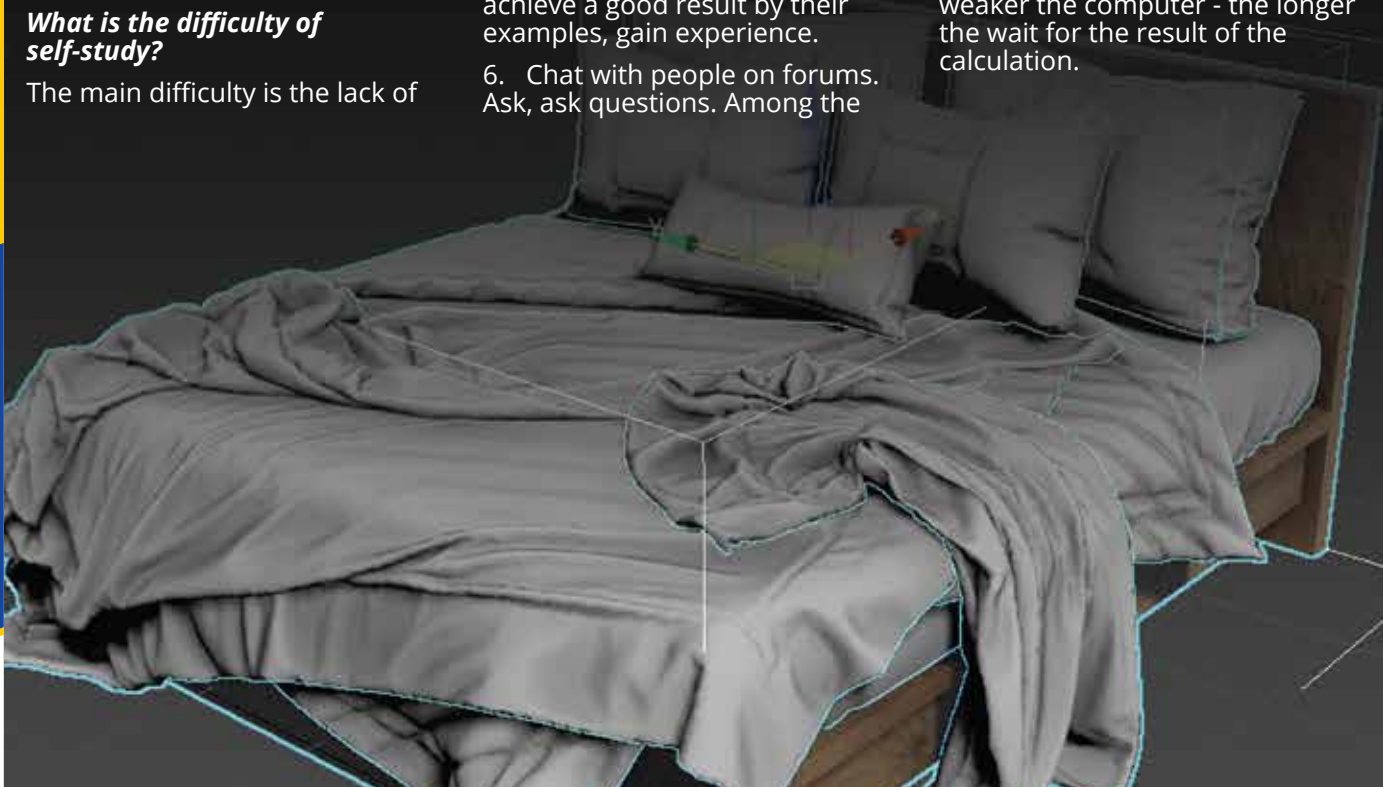 What is the difficulty of
self-study?
The main difficulty is the lack of
achieve a good result by their
examples, gain experience.
6. Chat with people on forums.
Ask, ask questions. Among the
weaker the computer - the longer
the wait for the result of the
calculation.